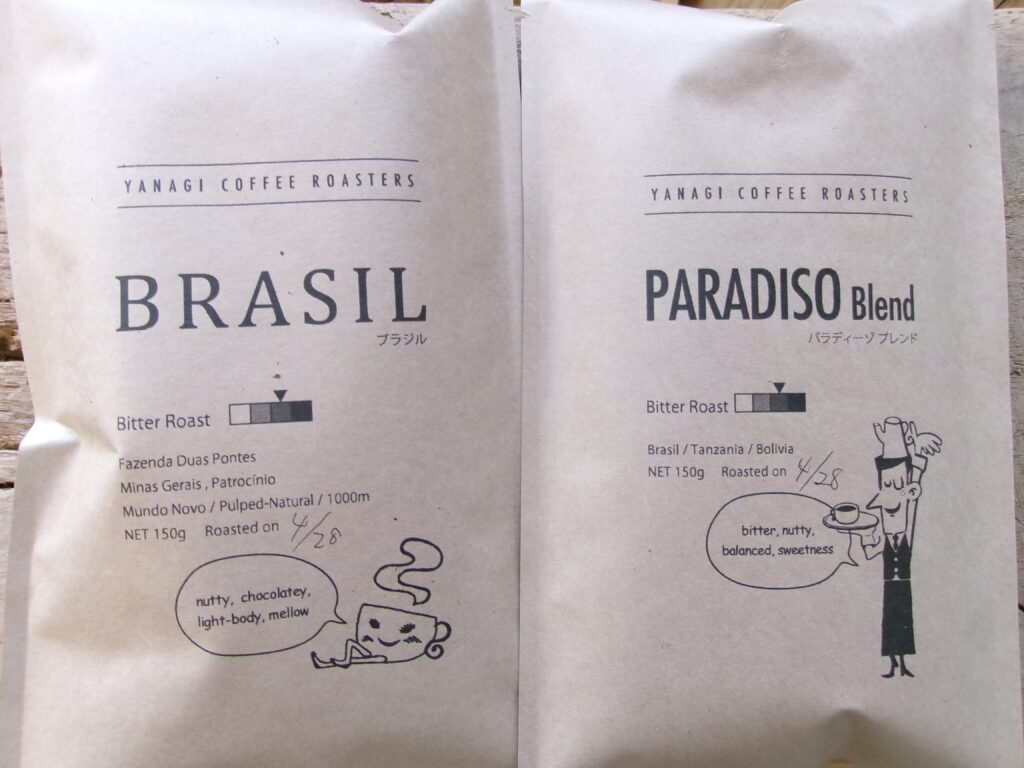 YANAGI COFFEE ROASTERS
BRASIL
ブラジル
Bitter Roast
Fazenda Duas Pontes
Minas Gerais , Patrocínio
Mundo Novo / Pulped-Natural / 1000m
NET 150g Roasted on 4/28
nutty, chocolatey,
light-body, mellow
YANAGI COFFEE ROASTERS
PARADISO Blend
パラディーゾ ブレンド
Bitter Roast
Brasil / Tanzania / Bolivia
NET 150g Roasted on 4/28
bitter, nutty,
balanced, sweetness